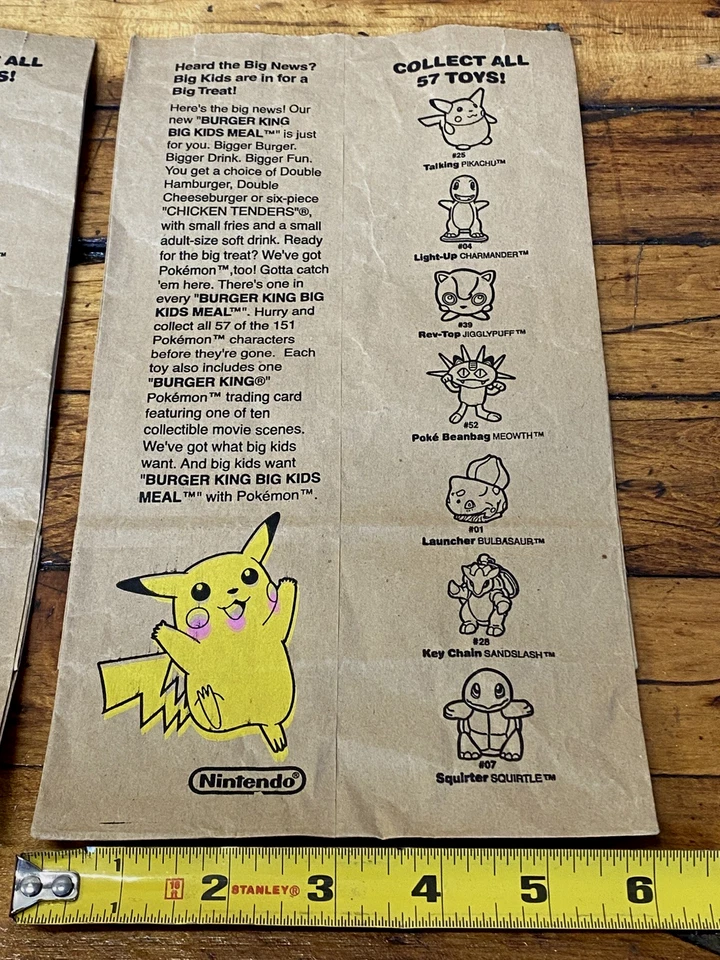 ALL
S!
TM
Heard the Big News?
Big Kids are in for a
Big Treat!
Here's the big news! Our
new "BURGER KING
BIG KIDS MEAL™" is just
for you. Bigger Burger.
Bigger Drink. Bigger Fun.
You get a choice of Double
Hamburger, Double
Cheeseburger or six-piece
"CHICKEN TENDERS"®,
with small fries and a small
adult-size soft drink. Ready
for the big treat? We've got
Pokémon™,too! Gotta catch
'em here. There's one in
every "BURGER KING BIG
KIDS MEAL™". Hurry and
collect all 57 of the 151
Pokémon™ characters
before they're gone. Each
toy also includes one
"BURGER KING®"
Pokémon™ trading card
featuring one of ten
collectible movie scenes.
We've got what big kids
want. And big kids want
"BURGER KING BIG KIDS
MEAL™" with Pokémon™.
Nintendo®
COLLECT ALL
57 TOYS!
#25
Talking PIKACHU™
#04
Light-Up CHARMANDER™
#39
Rev-Top JIGGLYPUFF™
#52
Poké Beanbag MEOWTH™
#01
Launcher BULBASAUR™
#28
Key Chain SANDSLASH™
#07
Squirter SQUIRTLE™
1 16 ft 2 STANLEY® 3 4 5 6
1